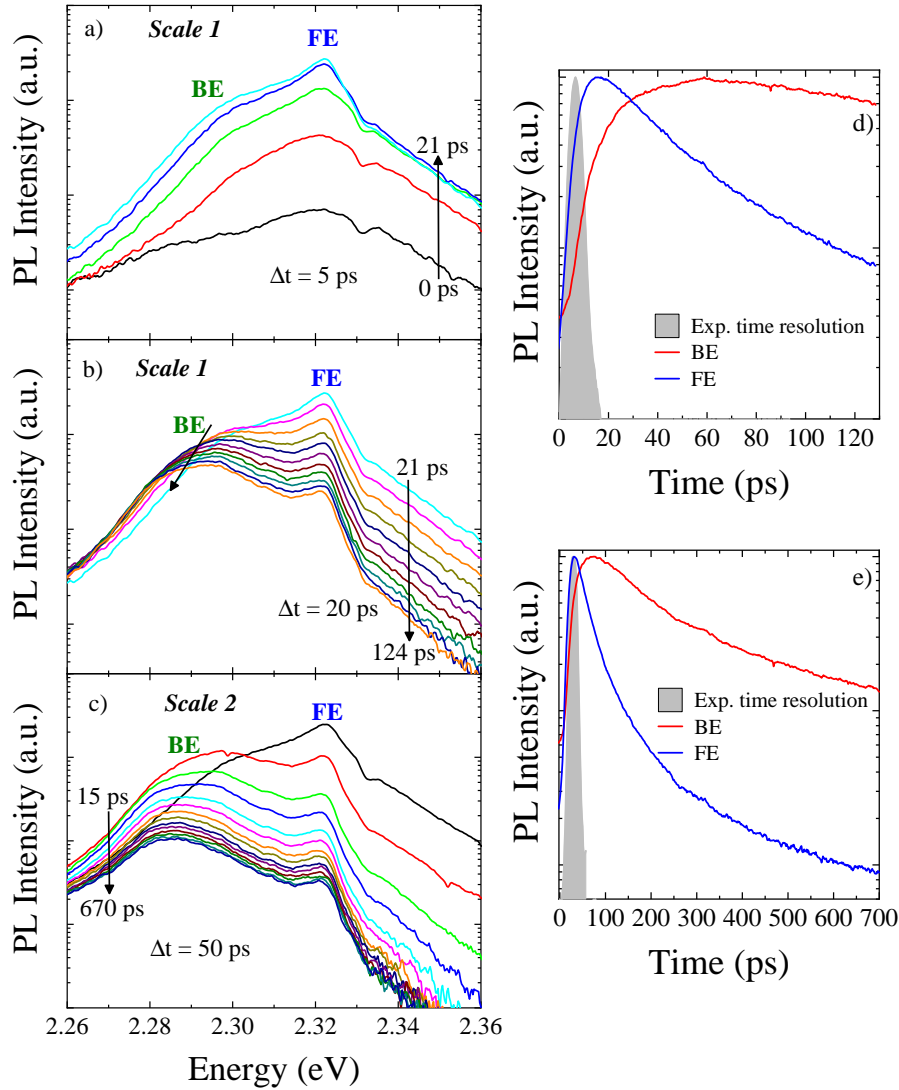 a) Scale 1
FE
BE
21 ps
Δt = 5 ps
0 ps
PL Intensity (a.u.)
b) Scale 1
FE
BE
21 ps
Δt = 20 ps
124 ps
PL Intensity (a.u.)
c) Scale 2
FE
BE
15 ps
670 ps
Δt = 50 ps
PL Intensity (a.u.)
2.26 2.28 2.30 2.32 2.34 2.36
Energy (eV)
d)
PL Intensity (a.u.)
Exp. time resolution
BE
FE
0 20 40 60 80 100 120
Time (ps)
e)
PL Intensity (a.u.)
Exp. time resolution
BE
FE
0 100 200 300 400 500 600 700
Time (ps)